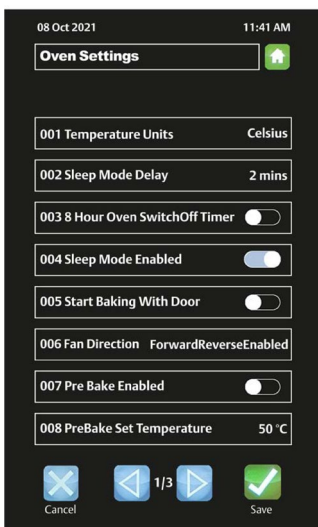 08 Oct 2021 11:41 AM
Oven Settings
001 Temperature Units Celsius
002 Sleep Mode Delay 2 mins
003 8 Hour Oven SwitchOff Timer
004 Sleep Mode Enabled
005 Start Baking With Door
006 Fan Direction ForwardReverseEnabled
007 Pre Bake Enabled
008 PreBake Set Temperature 50 °C
1/3
Cancel Save